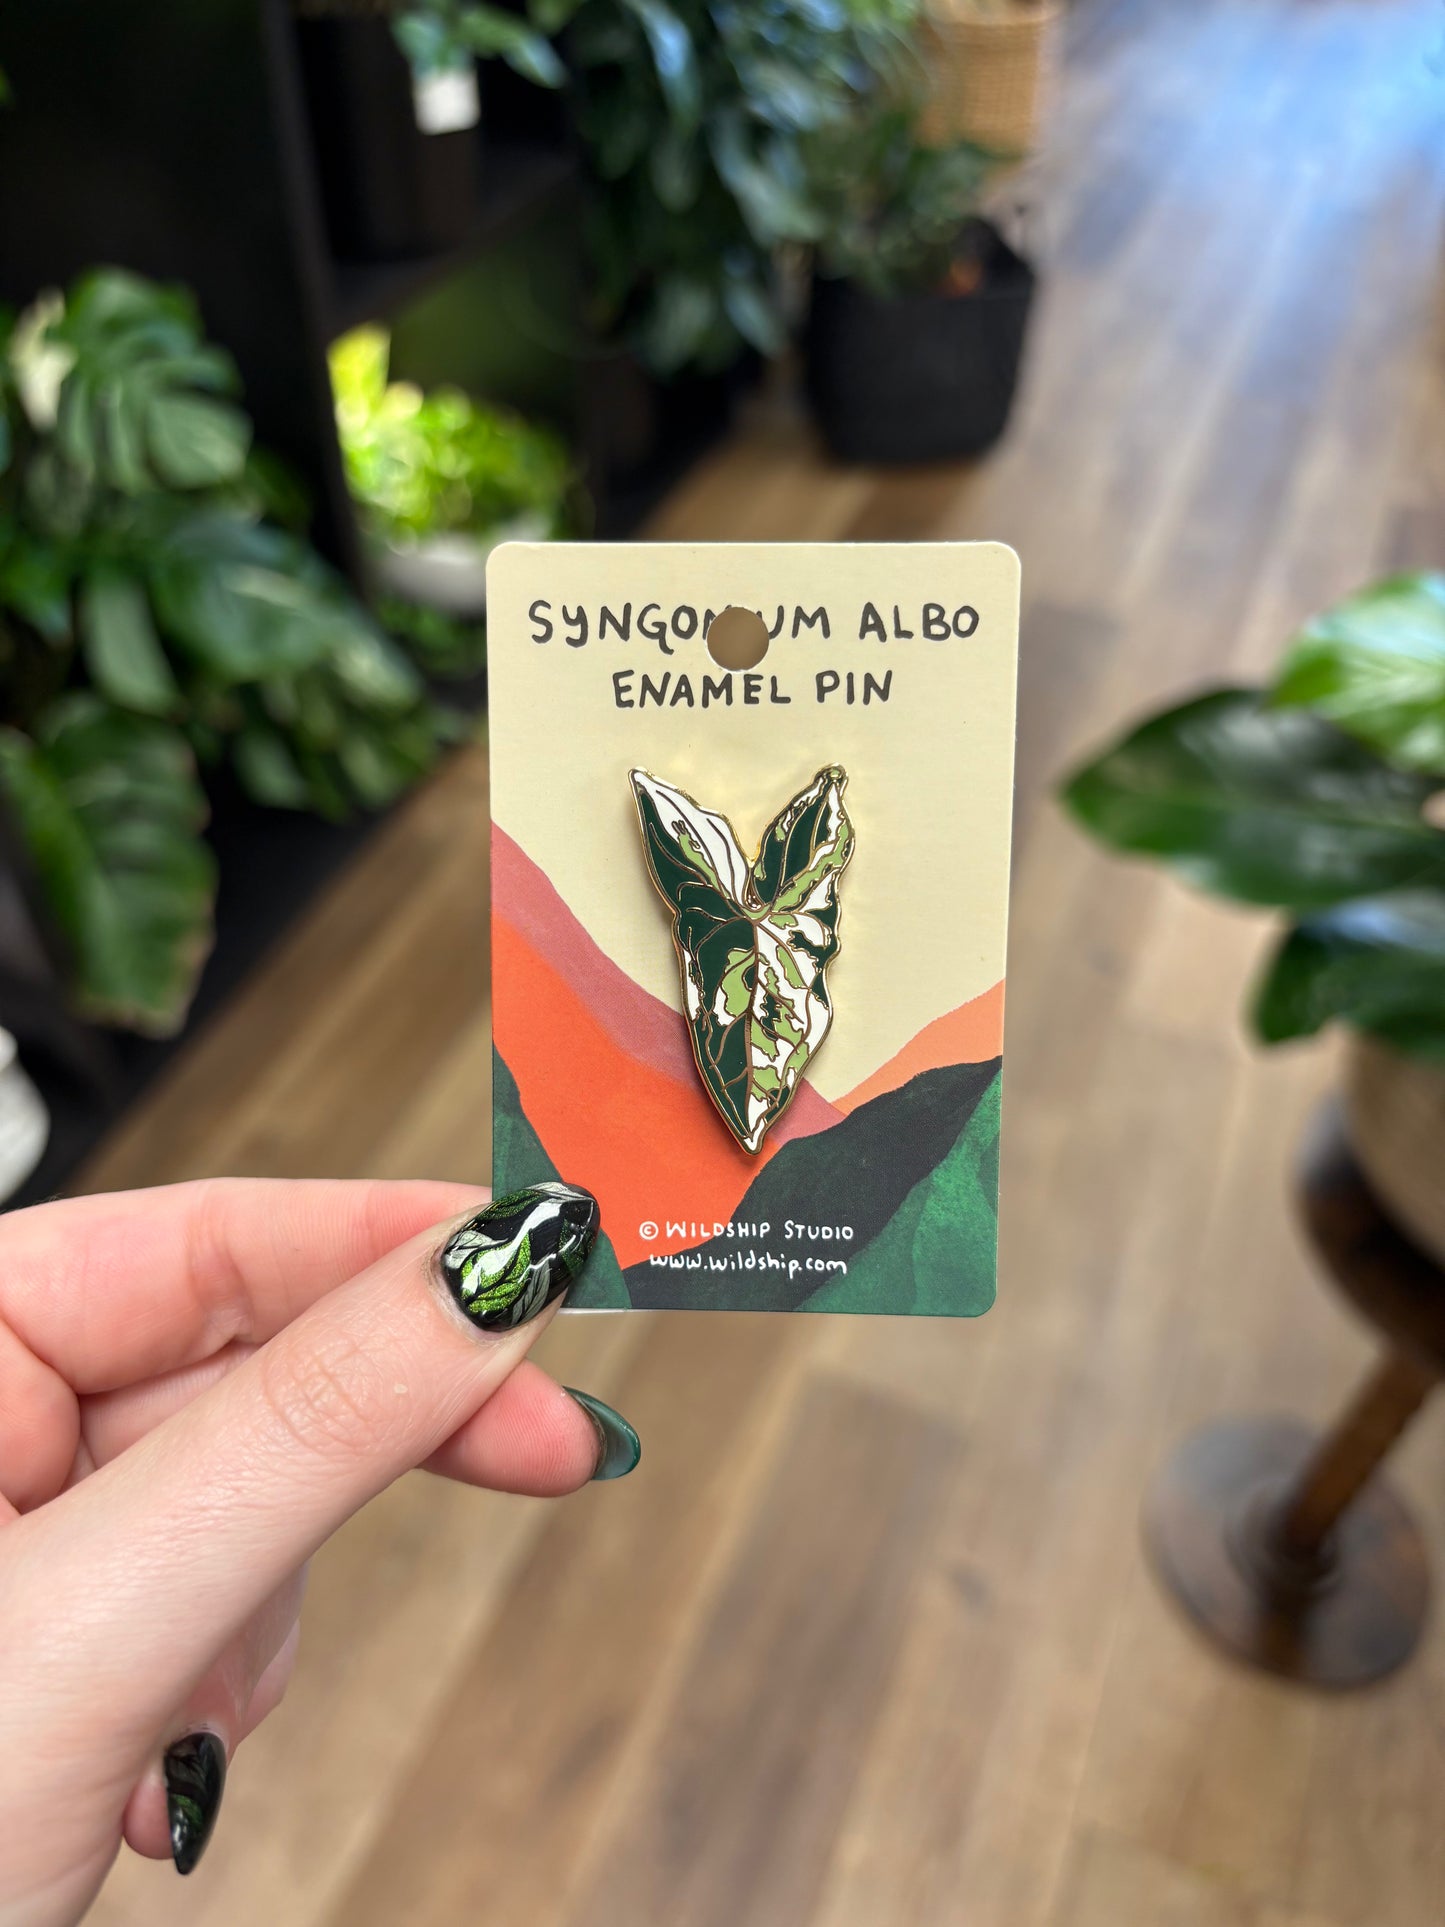 SYNGONIUM ALBO
ENAMEL PIN
© WILDSHIP STUDIO
www.wildship.com